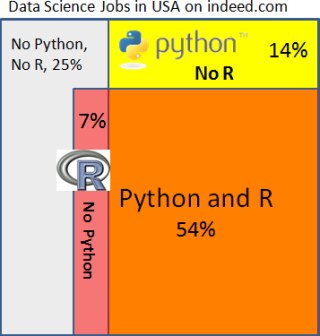 Data Science Jobs in USA on indeed.com
No Python,
No R, 25%
python™ 14%
No R
7%
R
No Python
Python and R
54%